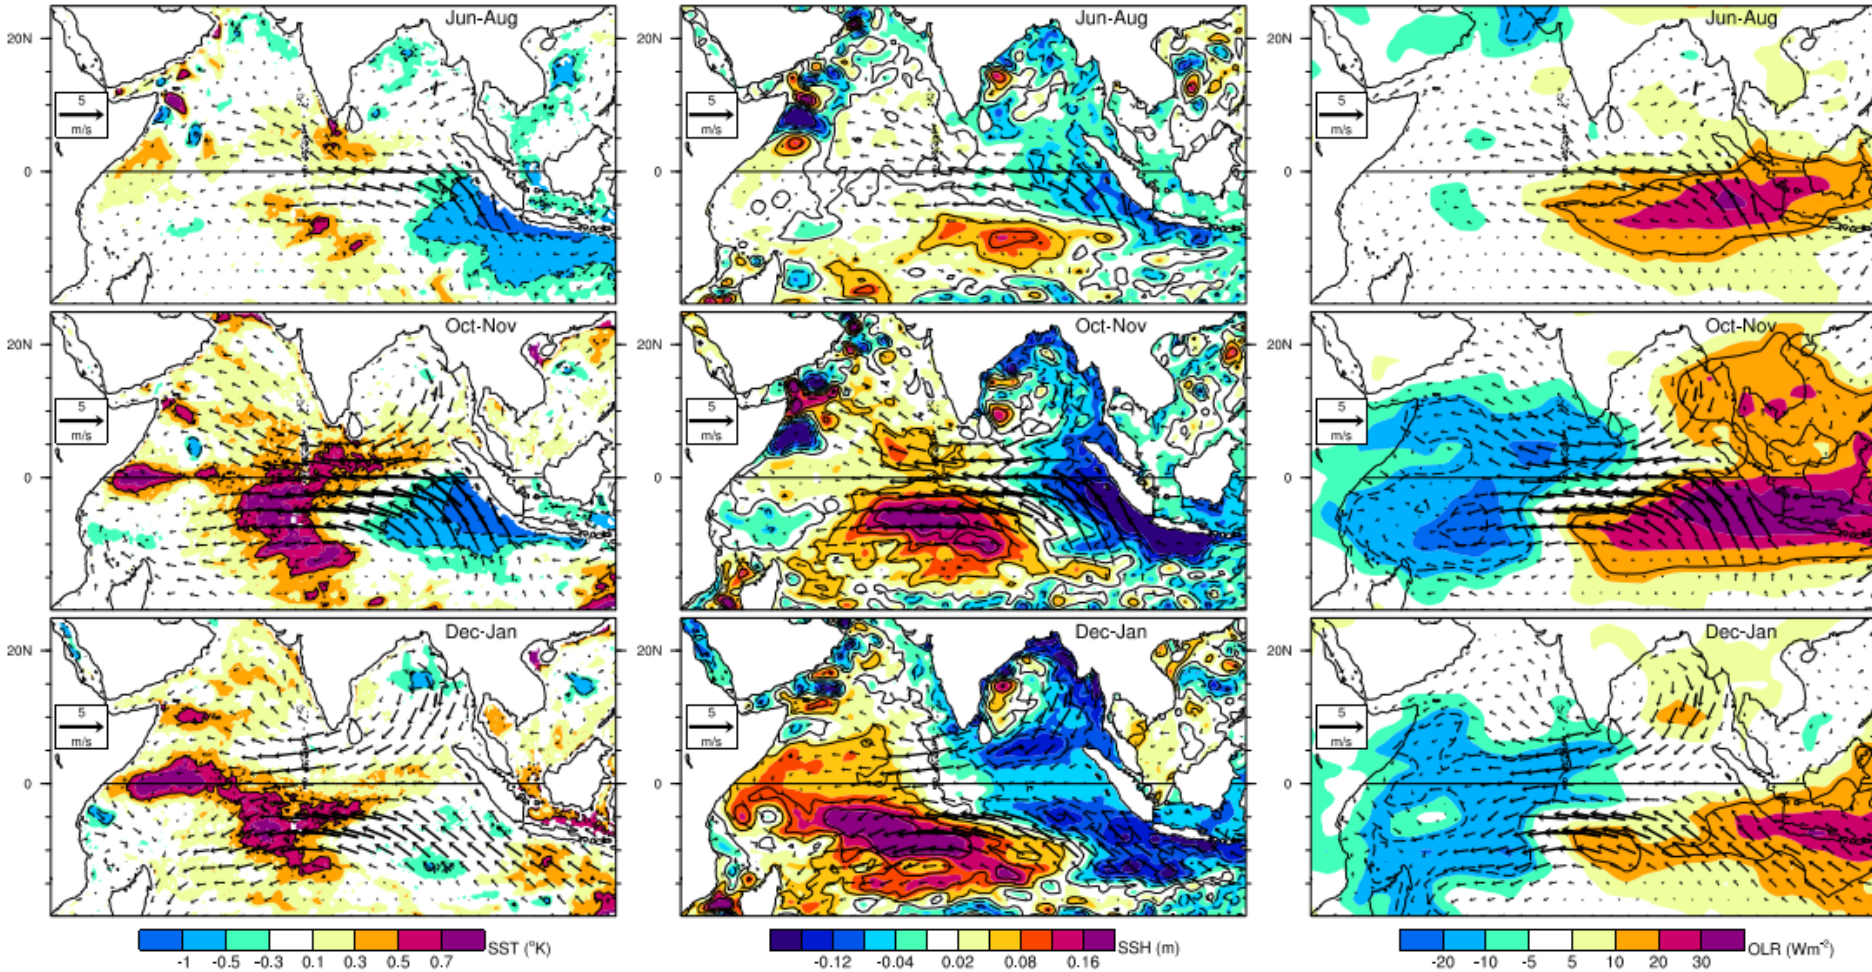 Jun-Aug Jun-Aug Jun-Aug
20N 20N 20N
5 5 5
m/s m/s m/s
0 0 0
Oct-Nov Oct-Nov Oct-Nov
20N 20N 20N
5 5 5
m/s m/s m/s
0 0 0
Dec-Jan Dec-Jan Dec-Jan
20N 20N 20N
5 5 5
m/s m/s m/s
0 0 0
SST (°K) SSH (m) OLR (Wm⁻²)
-1 -0.5 -0.3 0.1 0.3 0.5 0.7 -0.12 -0.04 0.02 0.08 0.16 -20 -10 -5 5 10 20 30